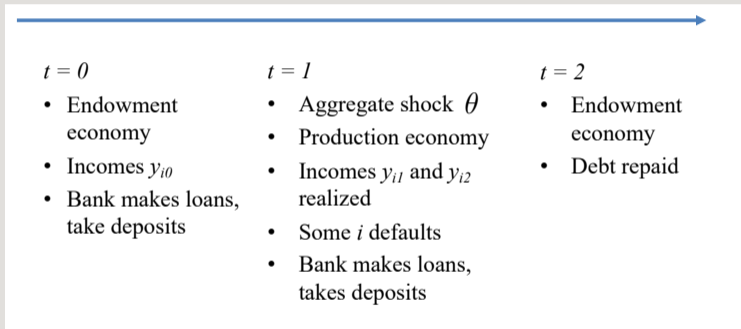 t = 0
• Endowment
economy
• Incomes yi0
• Bank makes loans,
take deposits
t = 1
• Aggregate shock θ
• Production economy
• Incomes yi1 and yi2
realized
• Some i defaults
• Bank makes loans,
takes deposits
t = 2
• Endowment
economy
• Debt repaid